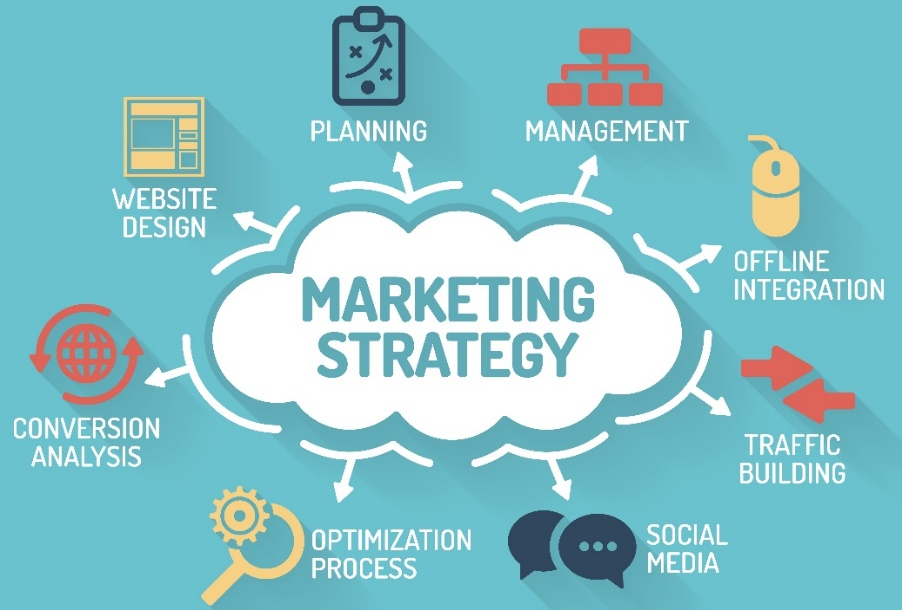 PLANNING
MANAGEMENT
WEBSITE
DESIGN
OFFLINE
INTEGRATION
MARKETING
STRATEGY
CONVERSION
ANALYSIS
TRAFFIC
BUILDING
OPTIMIZATION
PROCESS
SOCIAL
MEDIA